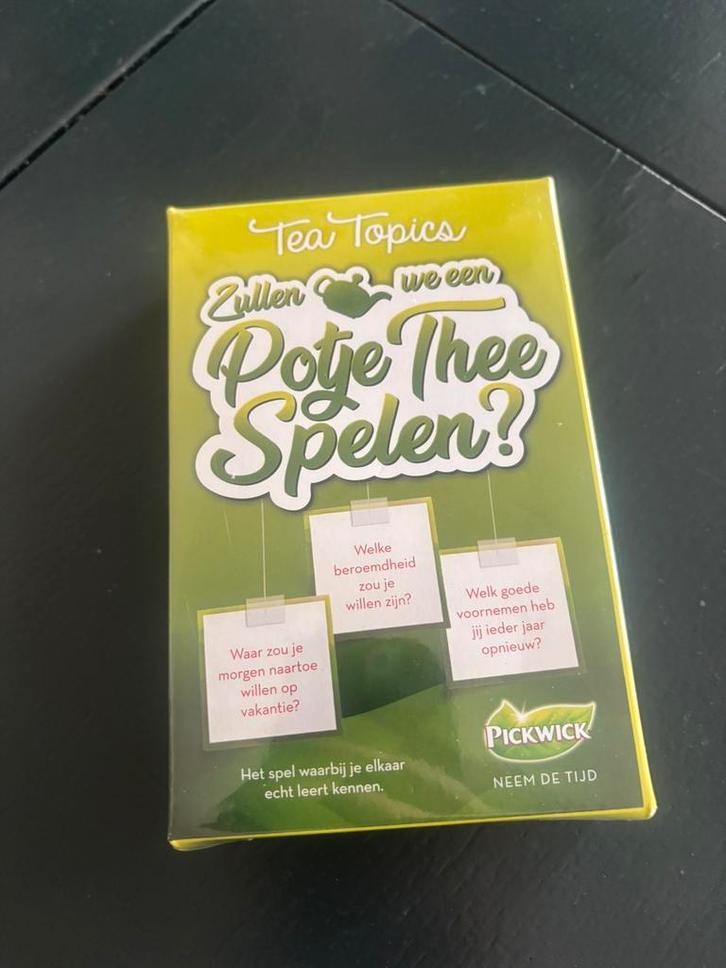 Tea Topics
Zullen we een
Potje Thee
Spelen?
Welke
beroemdheid
zou je
willen zijn?
Welk goede
voornemen heb
jij ieder jaar
opnieuw?
Waar zou je
morgen naartoe
willen op
vakantie?
PICKWICK
NEEM DE TIJD
Het spel waarbij je elkaar
echt leert kennen.